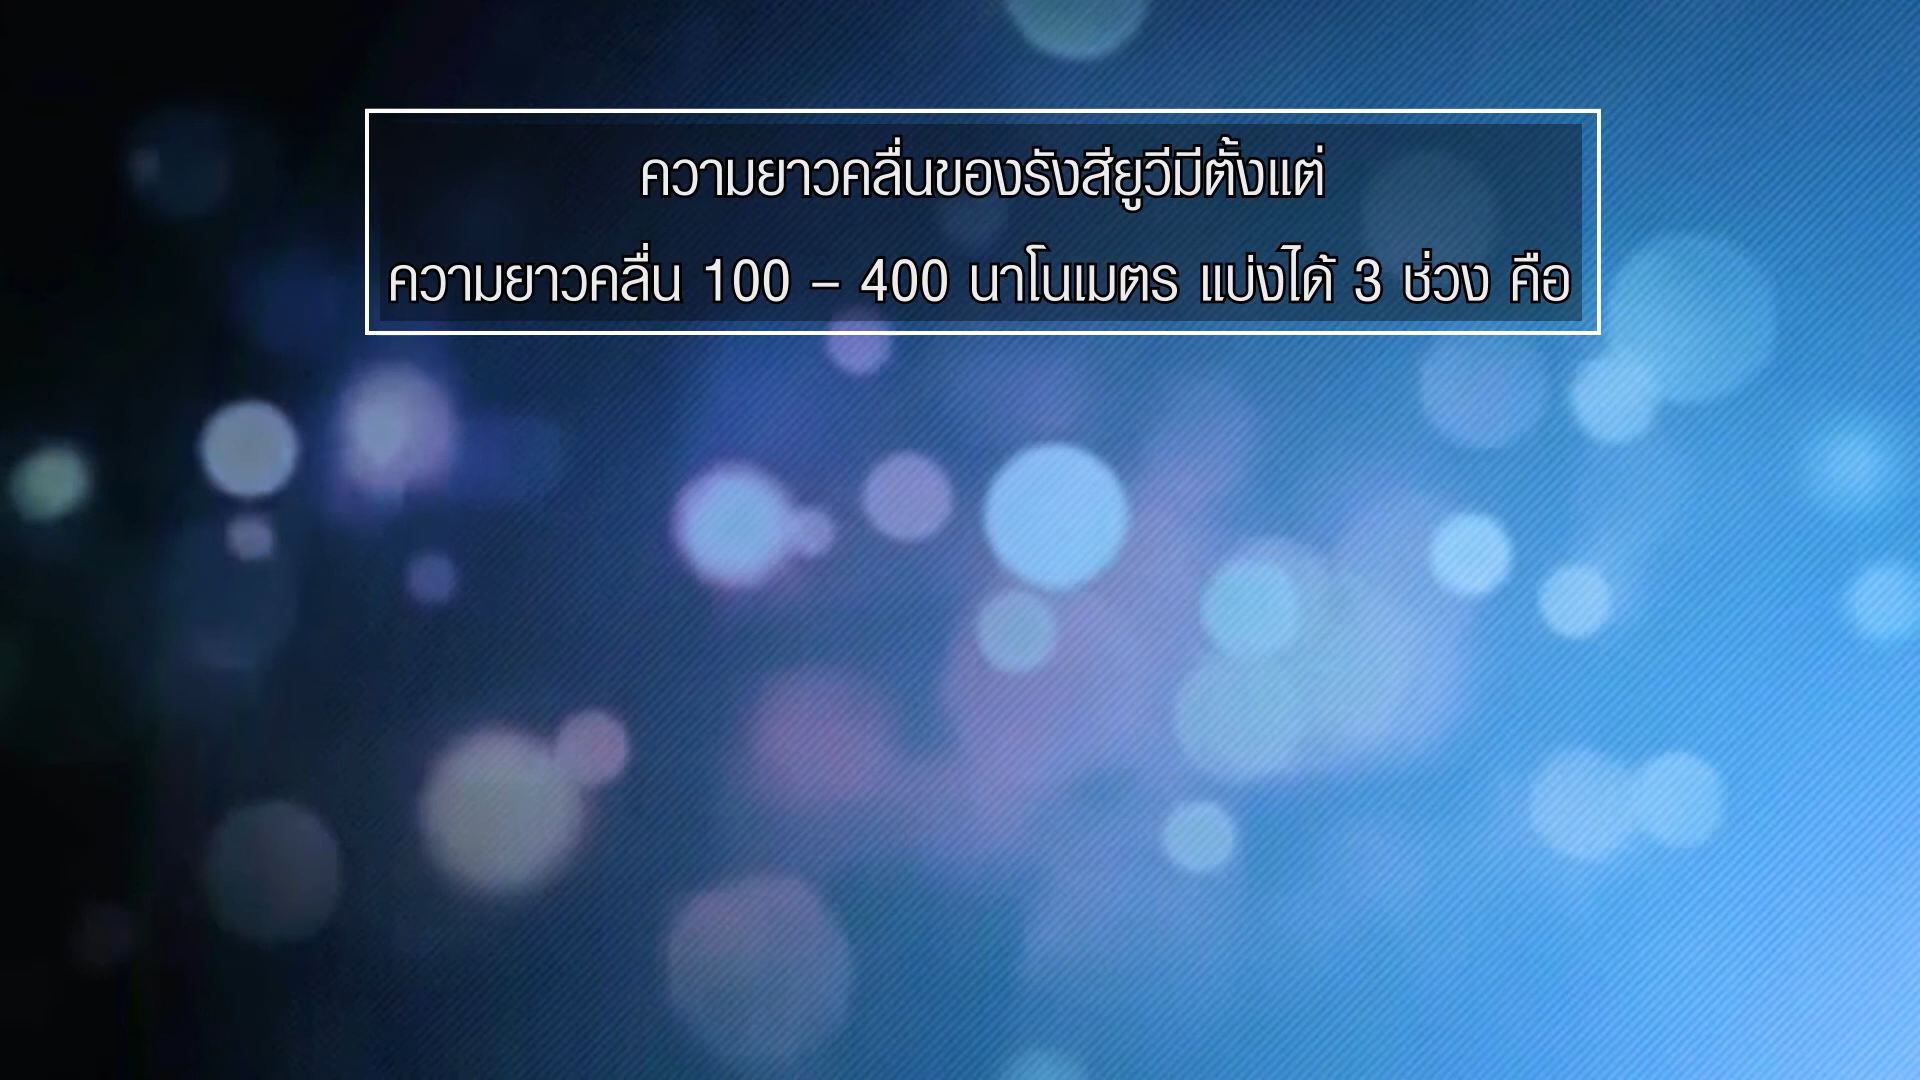 ความยาวคลื่นของรังสียูวีมีตั้งแต่
ความยาวคลื่น 100 – 400 นาโนเมตร แบ่งได้ 3 ช่วง คือ